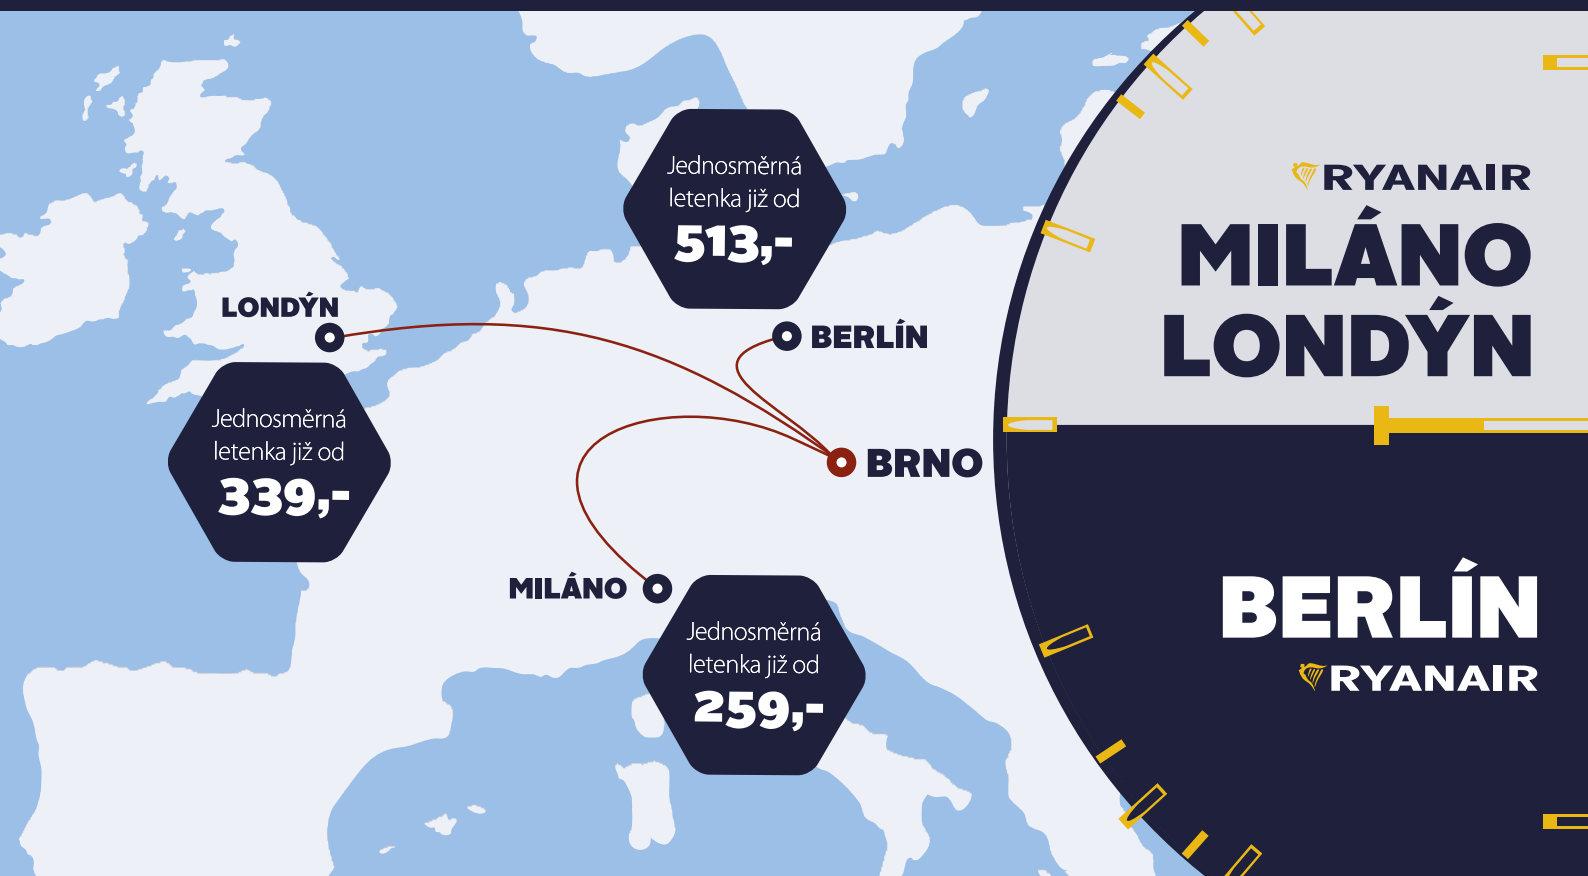 Jednosměrná
letenka již od
513,-
LONDÝN
BERLÍN
Jednosměrná
letenka již od
339,-
BRNO
MILÁNO
Jednosměrná
letenka již od
259,-
RYANAIR
MILÁNO
LONDÝN
BERLÍN
RYANAIR